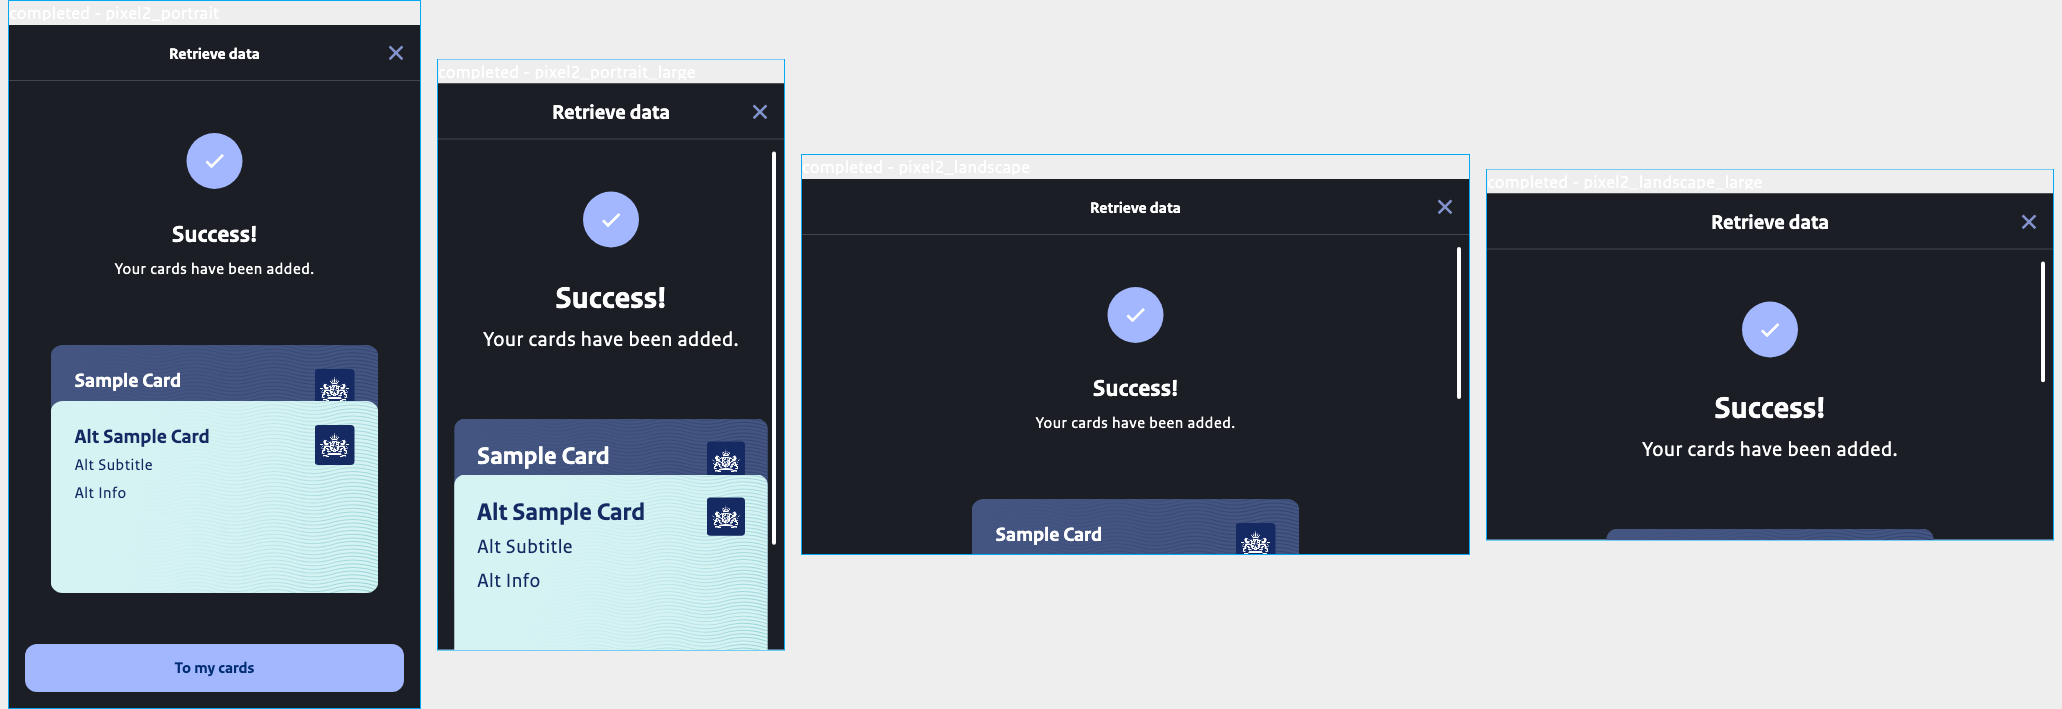 completed - pixel2_portrait
Retrieve data
Success!
Your cards have been added.
Sample Card
Alt Sample Card
Alt Subtitle
Alt Info
To my cards
completed - pixel2_portrait_large
Retrieve data
Success!
Your cards have been added.
Sample Card
Alt Sample Card
Alt Subtitle
Alt Info
completed - pixel2_landscape
Retrieve data
Success!
Your cards have been added.
Sample Card
completed - pixel2_landscape_large
Retrieve data
Success!
Your cards have been added.